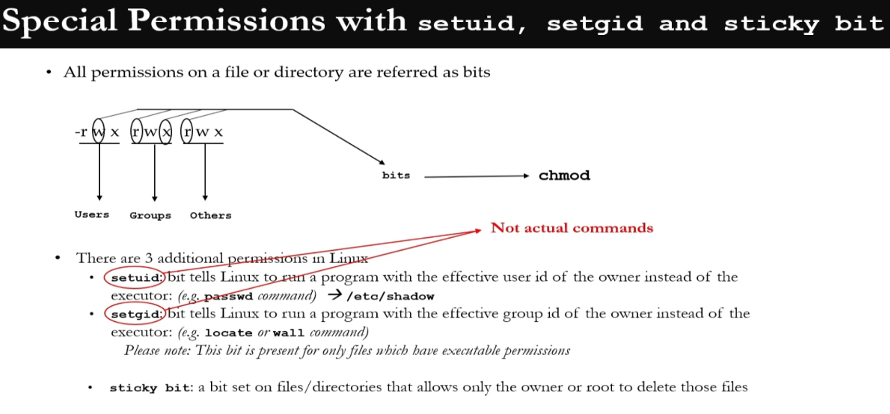 Special Permissions with setuid, setgid and sticky bit
• All permissions on a file or directory are referred as bits
-r w x r w x r w x
bits → chmod
Users Groups Others
Not actual commands
• There are 3 additional permissions in Linux
• setuid: bit tells Linux to run a program with the effective user id of the owner instead of the
executor: (e.g. passwd command) → /etc/shadow
• setgid: bit tells Linux to run a program with the effective group id of the owner instead of the
executor: (e.g. locate or wall command)
Please note: This bit is present for only files which have executable permissions
• sticky bit: a bit set on files/directories that allows only the owner or root to delete those files